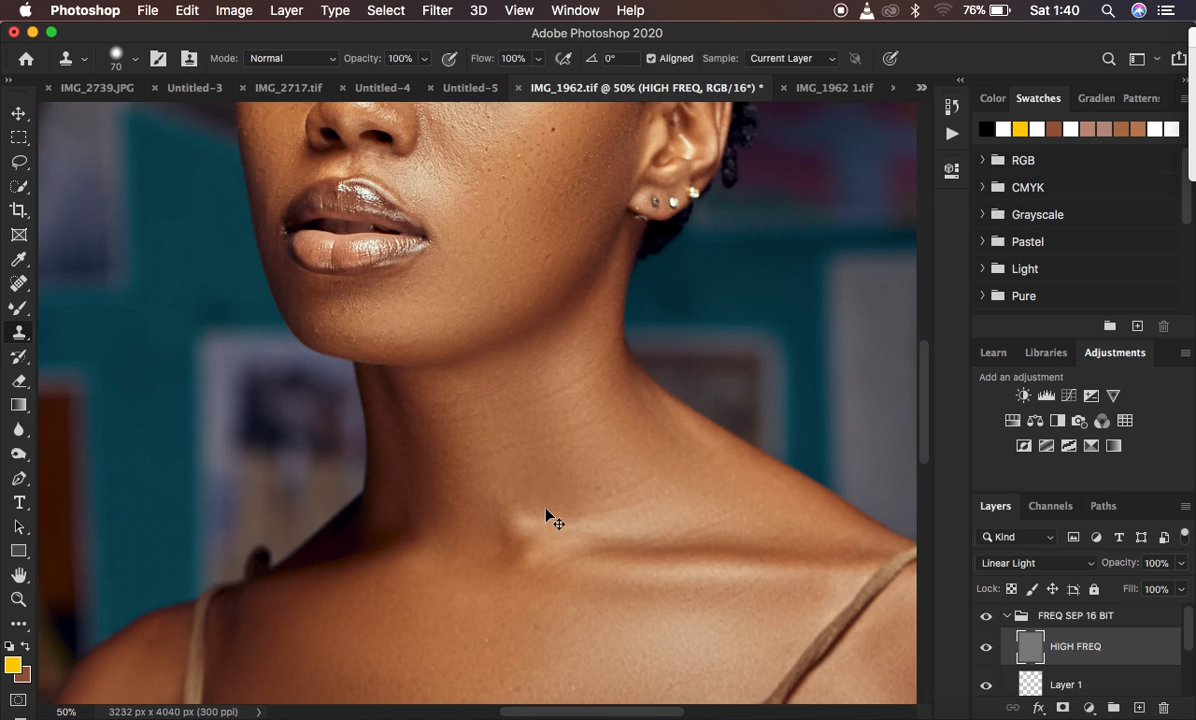 Photoshop File Edit Image Layer Type Select Filter 3D View Window Help 76% Sat 1:40
Adobe Photoshop 2020
70 Mode: Normal Opacity: 100% Flow: 100% 0° Aligned Sample: Current Layer
IMG_2739.JPG Untitled-3 IMG_2717.tif Untitled-4 Untitled-5 IMG_1962.tif @ 50% (HIGH FREQ, RGB/16*) * IMG_1962 1.tif
Color Swatches Gradien Patterns
RGB
CMYK
Grayscale
Pastel
Light
Pure
Learn Libraries Adjustments
Add an adjustment
Layers Channels Paths
Kind
Linear Light Opacity: 100%
Lock: Fill: 100%
FREQ SEP 16 BIT
HIGH FREQ
Layer 1
50% 3232 px x 4040 px (300 ppi)